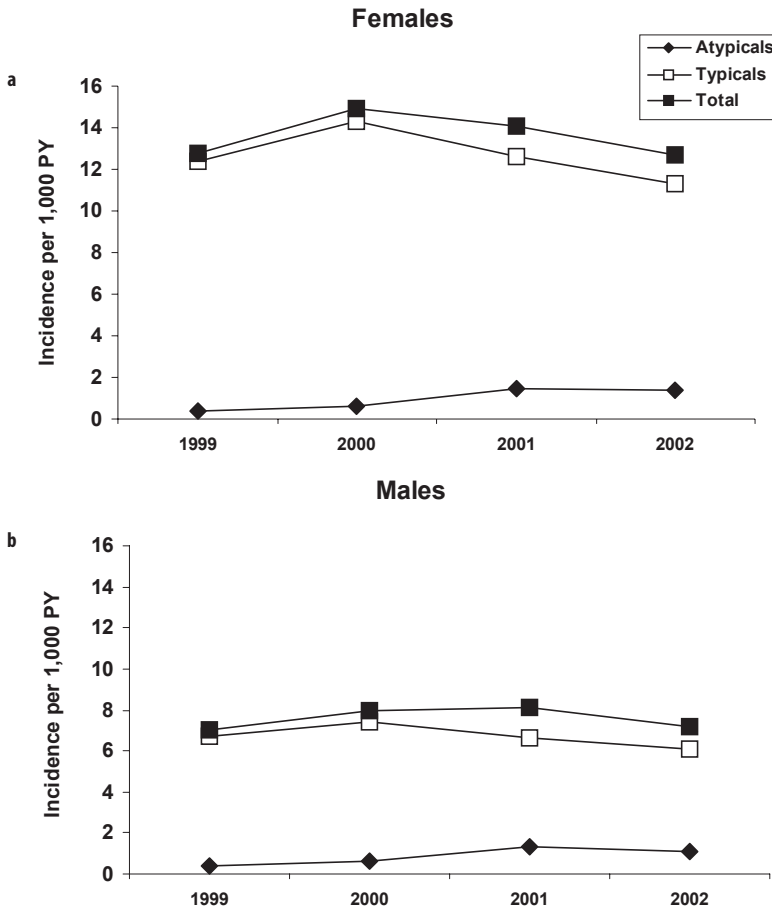 Females
Atypicals
Typicals
Total
a
16
14
12
10
8
6
4
2
0
Incidence per 1,000 PY
1999 2000 2001 2002
Males
b
16
14
12
10
8
6
4
2
0
Incidence per 1,000 PY
1999 2000 2001 2002